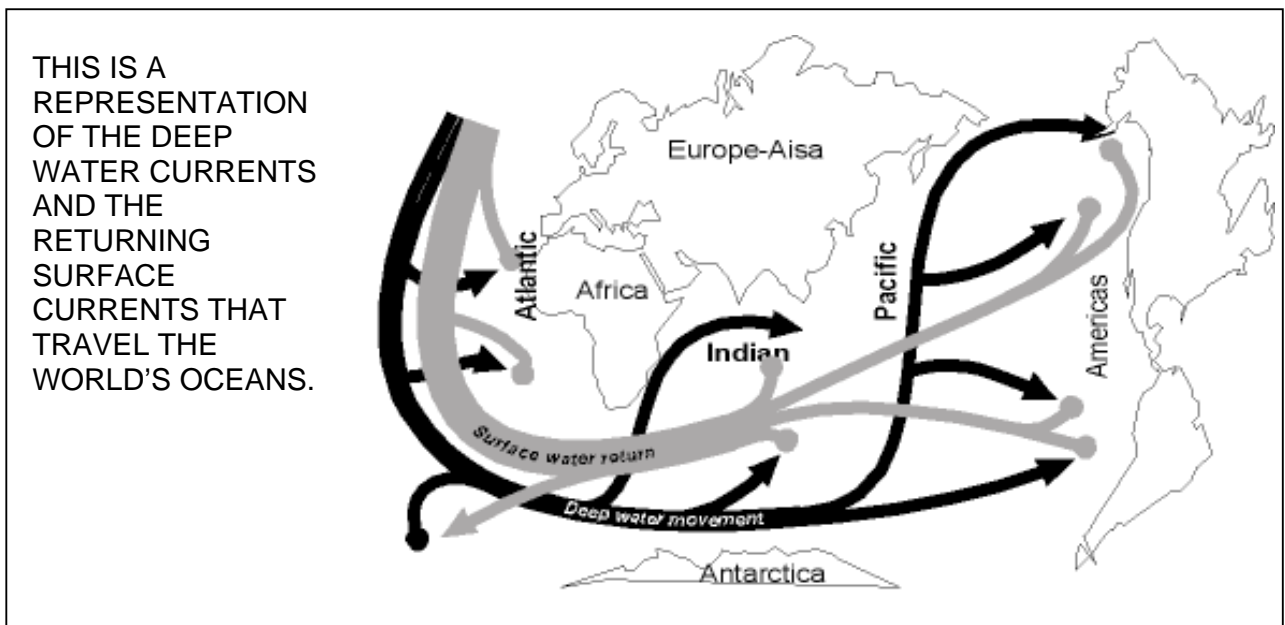 THIS IS A
REPRESENTATION
OF THE DEEP
WATER CURRENTS
AND THE
RETURNING
SURFACE
CURRENTS THAT
TRAVEL THE
WORLD'S OCEANS.
Europe-Aisa
Atlantic
Africa
Pacific
Indian
Americas
Surface water return
Deep water movement
Antarctica